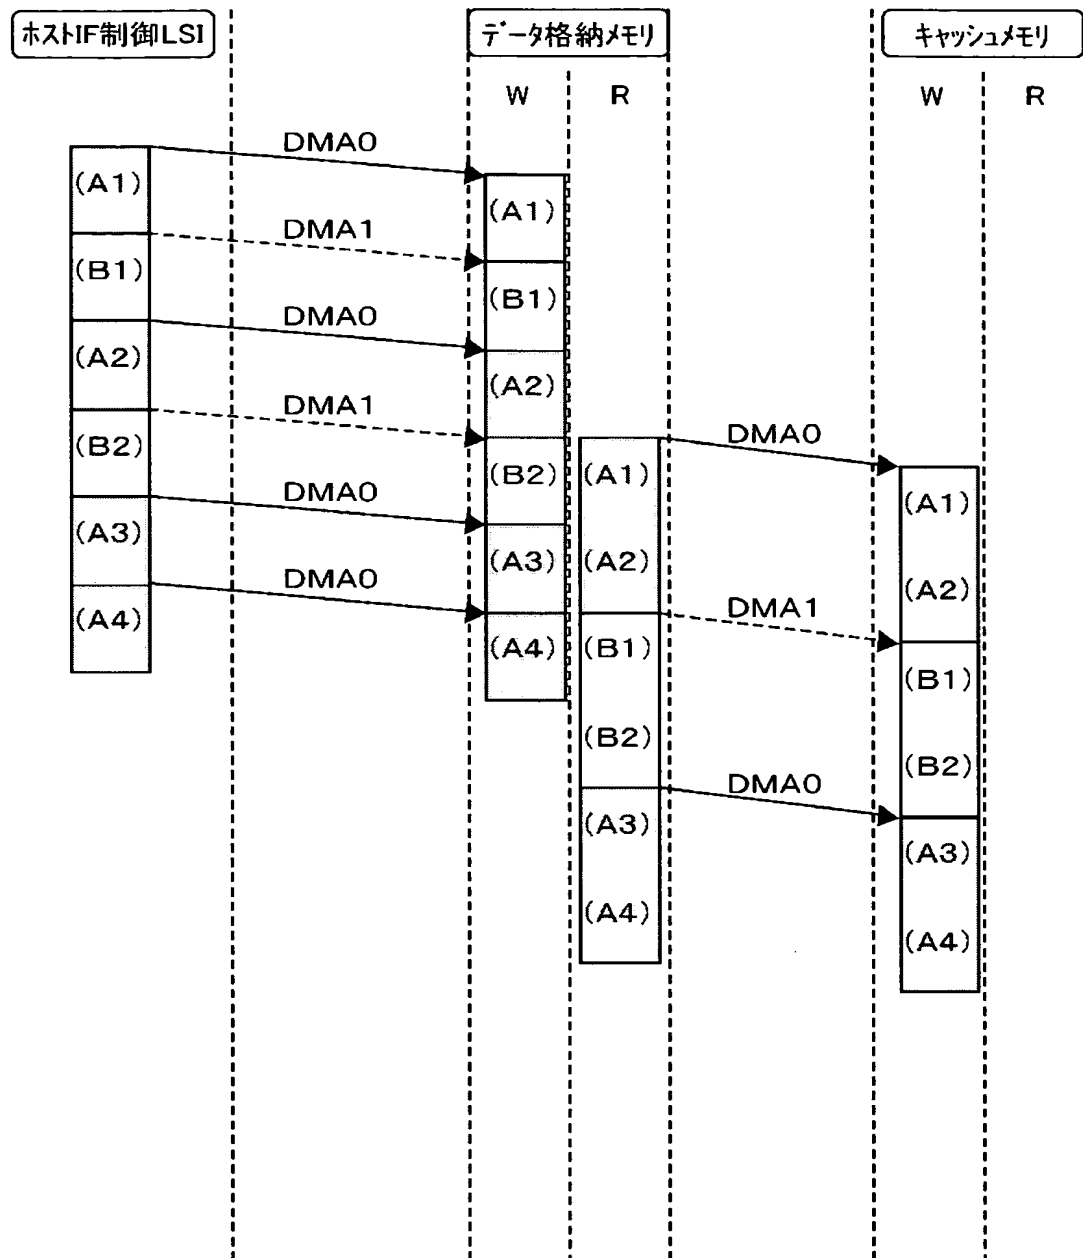 ホストIF制御LSI
データ格納メモリ
キャッシュメモリ
W
R
W
R
DMA0
(A1)
(A1)
DMA1
(B1)
(B1)
DMA0
(A2)
(A2)
DMA1
DMA0
(B2)
(B2)
(A1)
(A1)
DMA0
(A3)
(A3)
(A2)
(A2)
DMA0
DMA1
(A4)
(A4)
(B1)
(B1)
(B2)
(B2)
DMA0
(A3)
(A3)
(A4)
(A4)